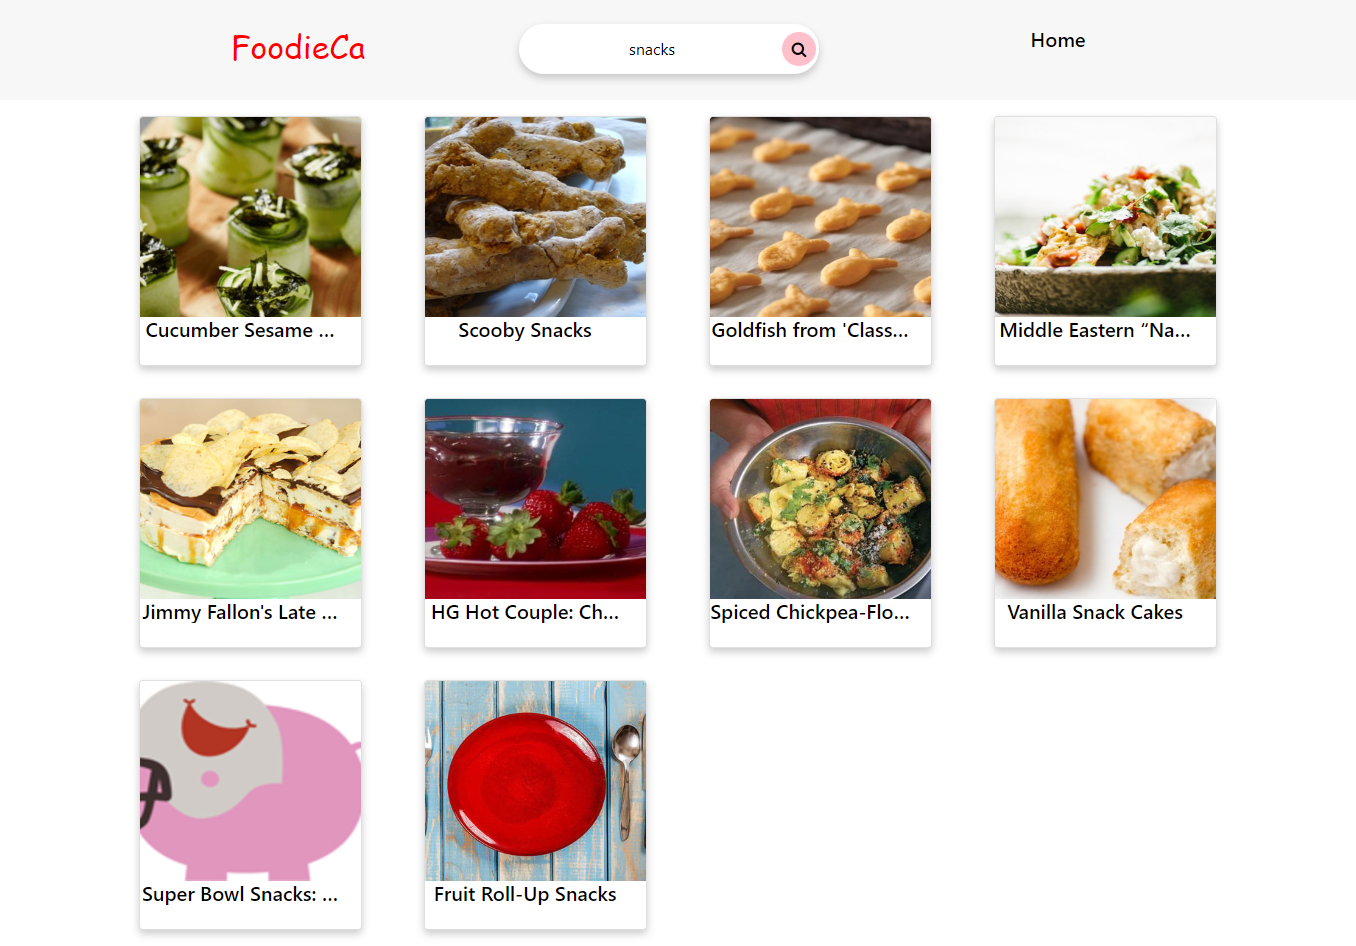 FoodieCa
snacks
Home
Cucumber Sesame ...
Scooby Snacks
Goldfish from 'Class...
Middle Eastern “Na...
Jimmy Fallon's Late ...
HG Hot Couple: Ch...
Spiced Chickpea-Flo...
Vanilla Snack Cakes
Super Bowl Snacks: ...
Fruit Roll-Up Snacks